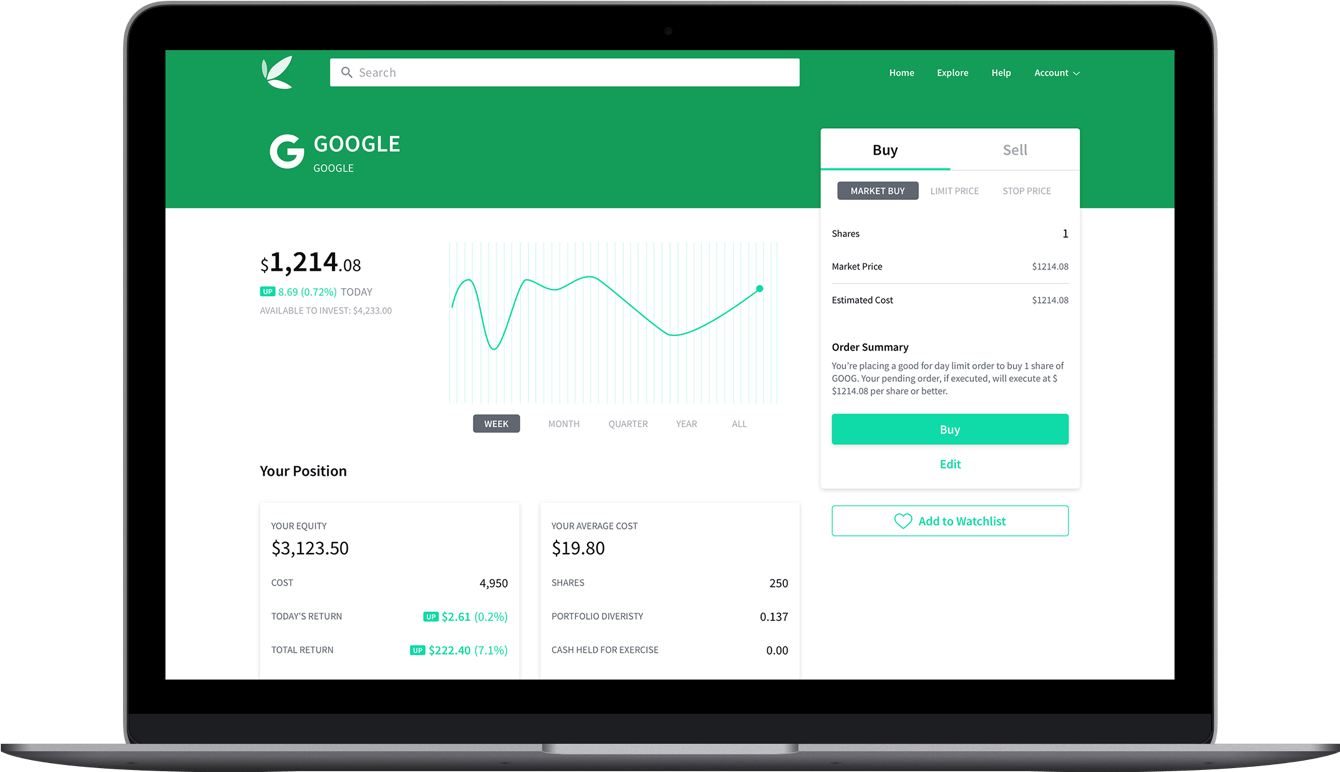 Search
Home
Explore
Help
Account
GOOGLE
GOOGLE
Buy
Sell
MARKET BUY
LIMIT PRICE
STOP PRICE
Shares 1
Market Price $1214.08
Estimated Cost $1214.08
Order Summary
You're placing a good for day limit order to buy 1 share of
GOOG. Your pending order, if executed, will execute at $
$1214.08 per share or better.
Buy
Edit
Add to Watchlist
$1,214.08
UP 8.69 (0.72%) TODAY
AVAILABLE TO INVEST: $4,233.00
WEEK
MONTH
QUARTER
YEAR
ALL
Your Position
YOUR EQUITY
$3,123.50
COST 4,950
TODAY'S RETURN UP $2.61 (0.2%)
TOTAL RETURN UP $222.40 (7.1%)
YOUR AVERAGE COST
$19.80
SHARES 250
PORTFOLIO DIVERISTY 0.137
CASH HELD FOR EXERCISE 0.00